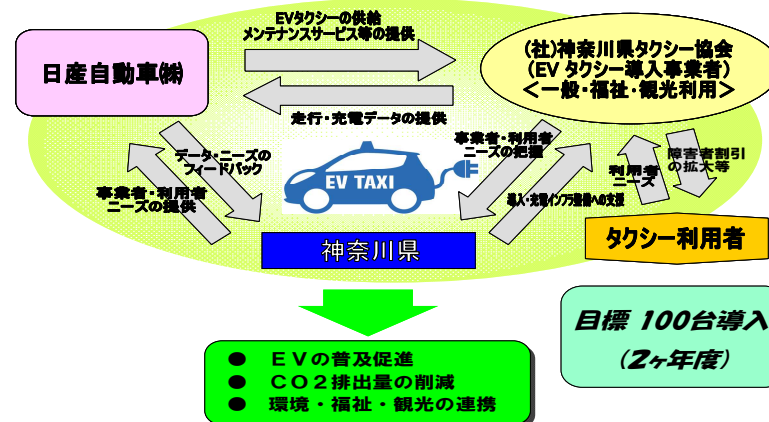 EVタクシーの供給
メンテナンスサービス等の提供
日産自動車㈱
(社)神奈川県タクシー協会
(EV タクシー導入事業者)
＜一般・福祉・観光利用＞
走行・充電データの提供
データ・ニーズの
フィードバック
事業者・利用者
ニーズの提供
EV TAXI
事業者・利用者
ニーズの把握
導入・充電インフラ整備への支援
利用者
ニーズ
障害者割引
の拡大等
神奈川県
タクシー利用者
目標 100台導入
(2ヶ年度)
● ＥＶの普及促進
● ＣＯ２排出量の削減
● 環境・福祉・観光の連携